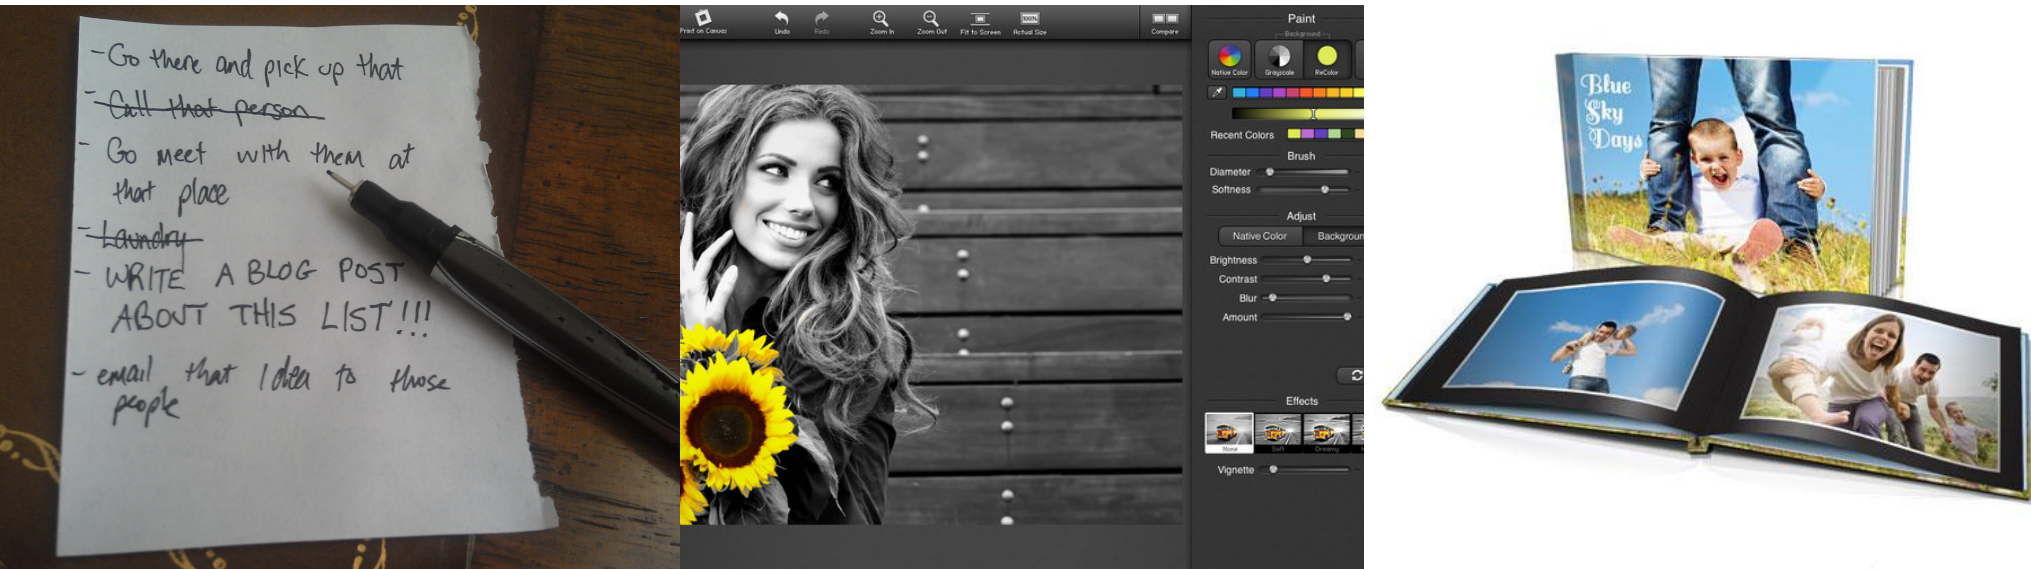 -Go there and pick up that
-Call that person
- Go meet with them at
that place
-Laundry
- WRITE A BLOG POST
ABOUT THIS LIST!!!
- email that Idea to those
people
Print on Canvas
Undo
Redo
Zoom In
Zoom Out
Fit to Screen
100%
Actual Size
Compare
Paint
Background
Native Color
Grayscale
ReColor
Recent Colors
Brush
Diameter
Softness
Adjust
Native Color
Backgroun
Brightness
Contrast
Blur
Amount
Effects
None
Soft
Dreamy
Vignette
Blue
Sky
Days